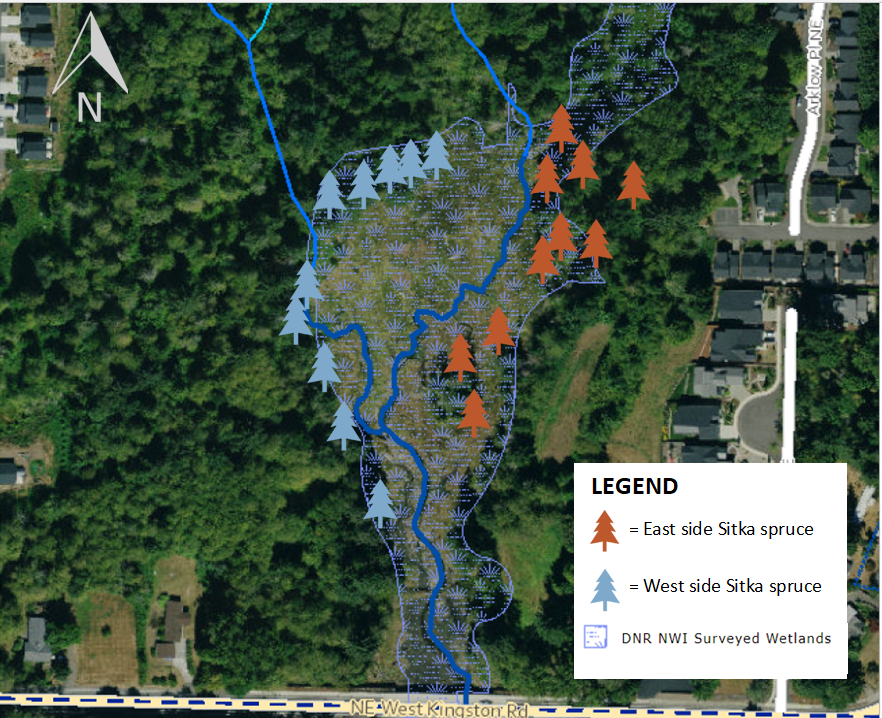 Arklow Pl NE
N
LEGEND
= East side Sitka spruce
= West side Sitka spruce
DNR NWI Surveyed Wetlands
NE West Kingston Rd